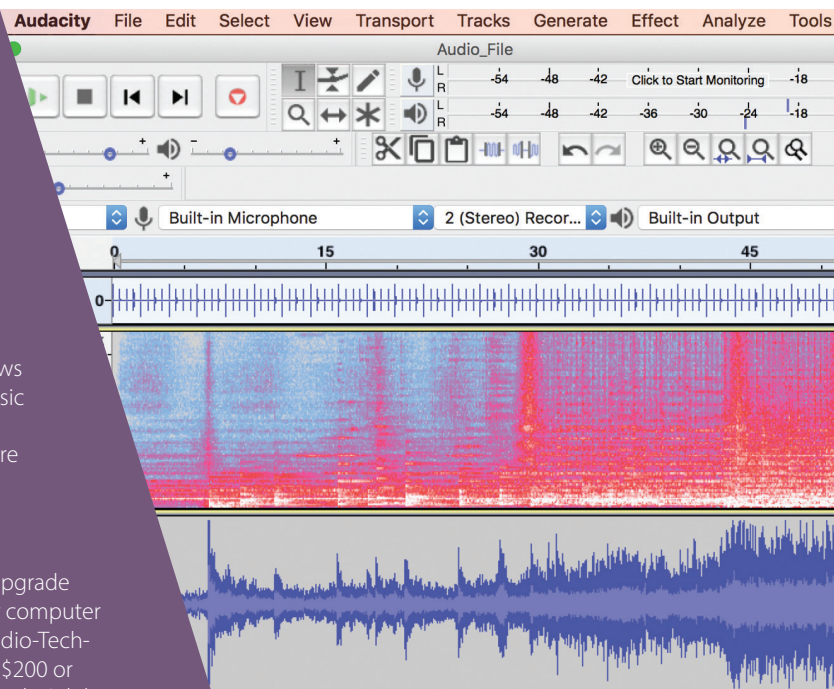 Audacity File Edit Select View Transport Tracks Generate Effect Analyze Tools
Audio_File
L
R
-54 -48 -42 Click to Start Monitoring -18
L
R
-54 -48 -42 -36 -30 -24 -18
- +
+
Built-in Microphone 2 (Stereo) Recor... Built-in Output
0 15 30 45
0-
re
pgrade
computer
dio-Tech-
$200 or